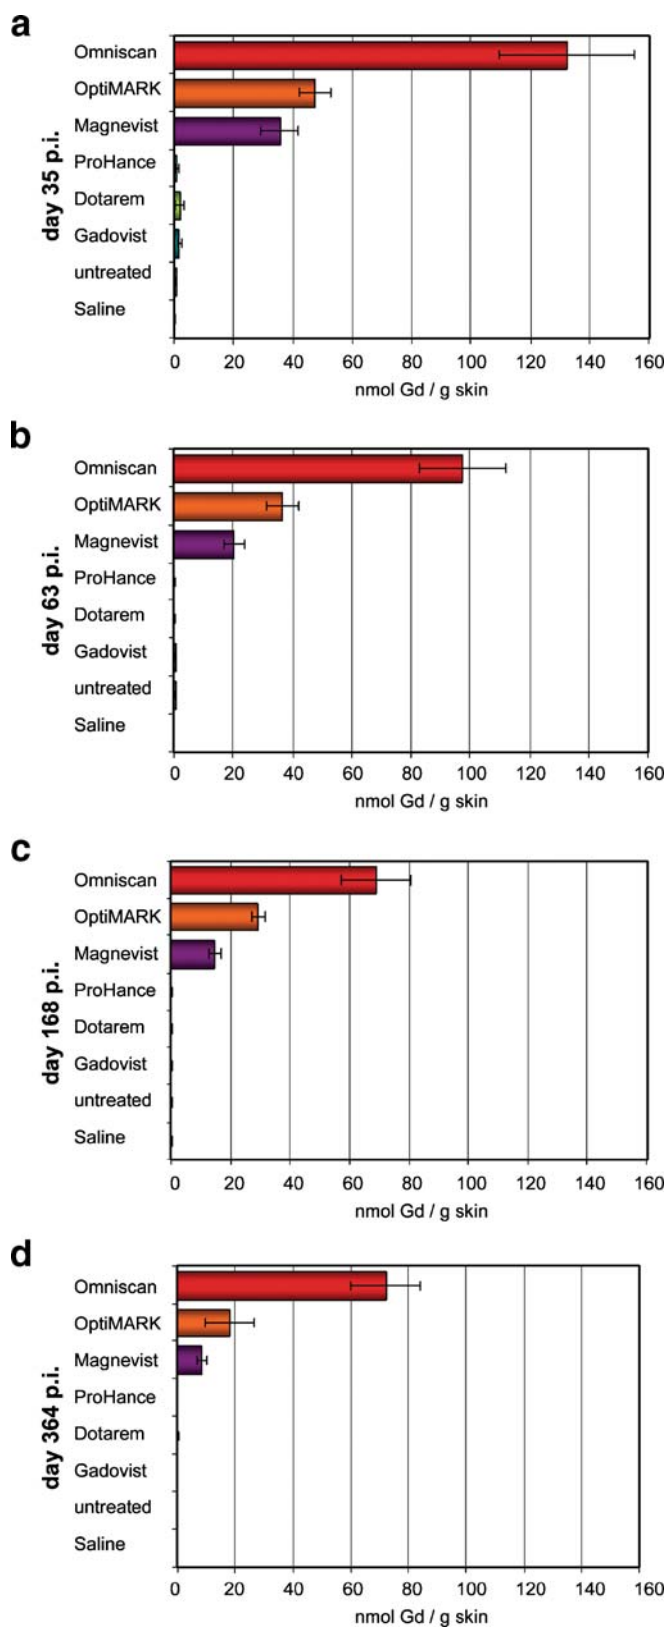 a
day 35 p.i.
Omniscan
OptiMARK
Magnevist
ProHance
Dotarem
Gadovist
untreated
Saline
0 20 40 60 80 100 120 140 160
nmol Gd / g skin
b
day 63 p.i.
Omniscan
OptiMARK
Magnevist
ProHance
Dotarem
Gadovist
untreated
Saline
0 20 40 60 80 100 120 140 160
nmol Gd / g skin
c
day 168 p.i.
Omniscan
OptiMARK
Magnevist
ProHance
Dotarem
Gadovist
untreated
Saline
0 20 40 60 80 100 120 140 160
nmol Gd / g skin
d
day 364 p.i.
Omniscan
OptiMARK
Magnevist
ProHance
Dotarem
Gadovist
untreated
Saline
0 20 40 60 80 100 120 140 160
nmol Gd / g skin